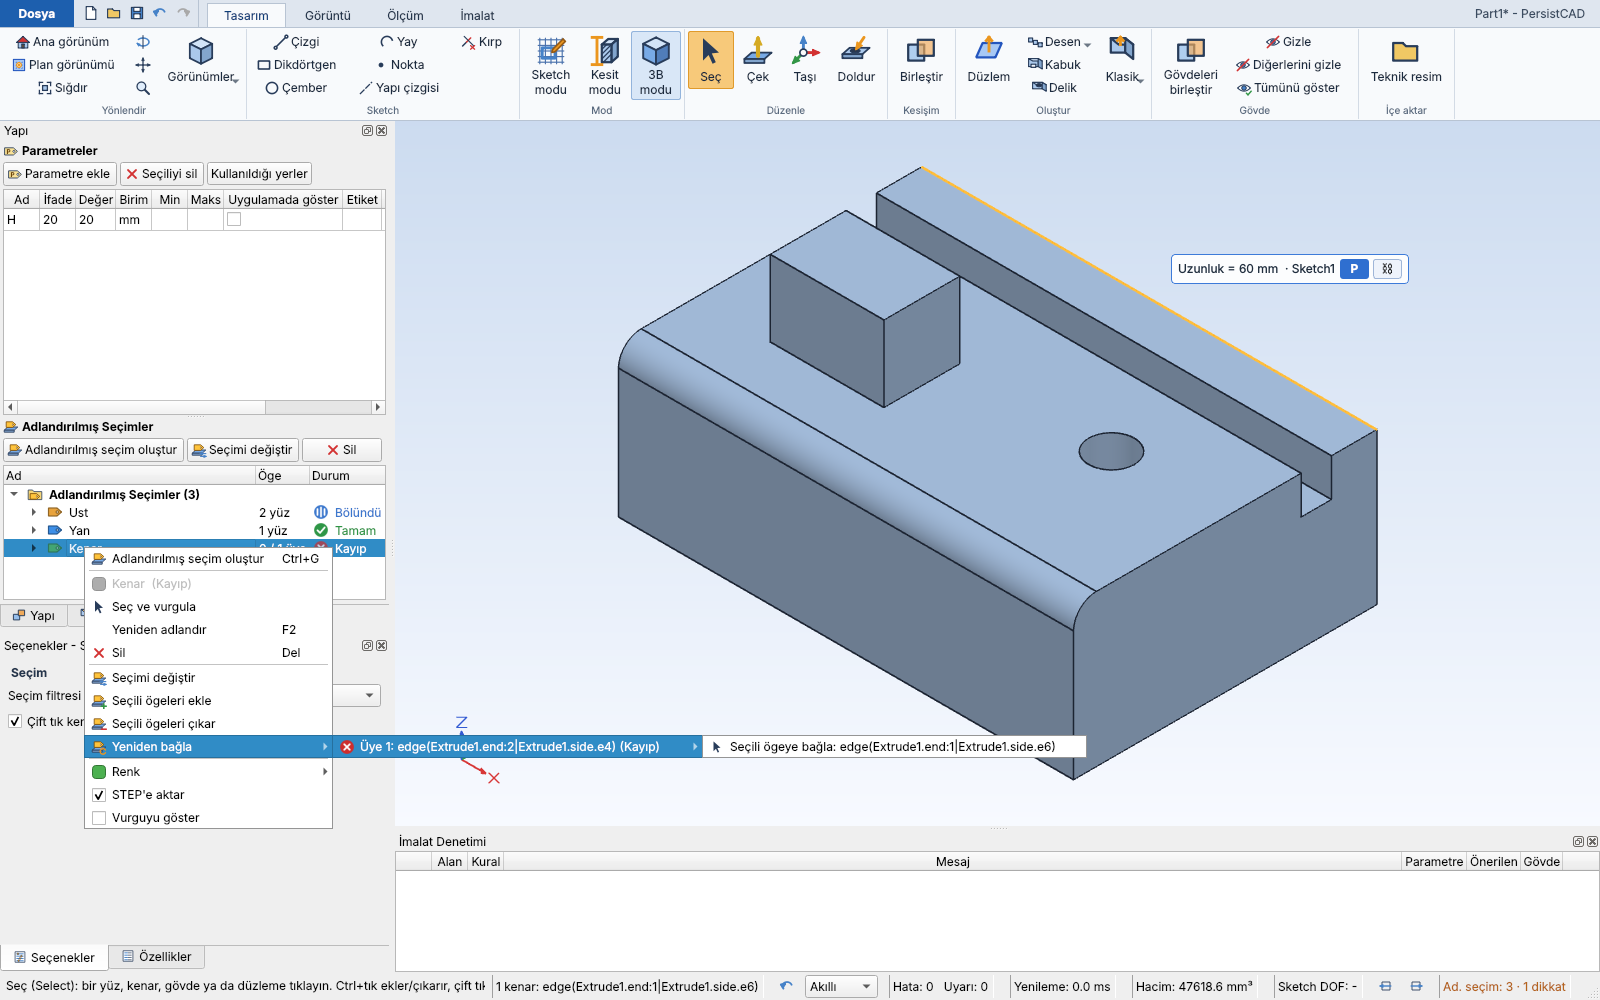 Dosya
Tasarım
Görüntü
Ölçüm
İmalat
Part1* - PersistCAD
Ana görünüm
Plan görünümü
Sığdır
Görünümler
Yönlendir
Çizgi
Dikdörtgen
Çember
Yay
Nokta
Yapı çizgisi
Kırp
Sketch
Sketch modu
Kesit modu
3B modu
Mod
Seç
Çek
Taşı
Doldur
Düzenle
Birleştir
Kesişim
Düzlem
Desen
Kabuk
Delik
Klasik
Oluştur
Gövdeleri birleştir
Gizle
Diğerlerini gizle
Tümünü göster
Gövde
Teknik resim
İçe aktar
Yapı
Parametreler
Parametre ekle
Seçiliyi sil
Kullanıldığı yerler
Ad İfade Değer Birim Min Maks Uygulamada göster Etiket
H 20 20 mm
Adlandırılmış Seçimler
Adlandırılmış seçim oluştur
Seçimi değiştir
Sil
Ad Öge Durum
Adlandırılmış Seçimler (3)
Ust 2 yüz Bölündü
Yan 1 yüz Tamam
Kayıp
Adlandırılmış seçim oluştur Ctrl+G
Kenar (Kayıp)
Seç ve vurgula
Yeniden adlandır F2
Sil Del
Seçimi değiştir
Seçili ögeleri ekle
Seçili ögeleri çıkar
Yeniden bağla
Renk
STEP'e aktar
Vurguyu göster
Üye 1: edge(Extrude1.end:2|Extrude1.side.e4) (Kayıp)
Seçili ögeye bağla: edge(Extrude1.end:1|Extrude1.side.e6)
Yapı
Seçenekler - S
Seçim
Seçim filtresi
Çift tık ker
Seçenekler
Özellikler
Uzunluk = 60 mm · Sketch1 P
Z
X
İmalat Denetimi
Alan Kural Mesaj Parametre Önerilen Gövde
Seç (Select): bir yüz, kenar, gövde ya da düzleme tıklayın. Ctrl+tık ekler/çıkarır, çift tık
1 kenar: edge(Extrude1.end:1|Extrude1.side.e6)
Akıllı
Hata: 0 Uyarı: 0
Yenileme: 0.0 ms
Hacim: 47618.6 mm³
Sketch DOF: -
Ad. seçim: 3 · 1 dikkat